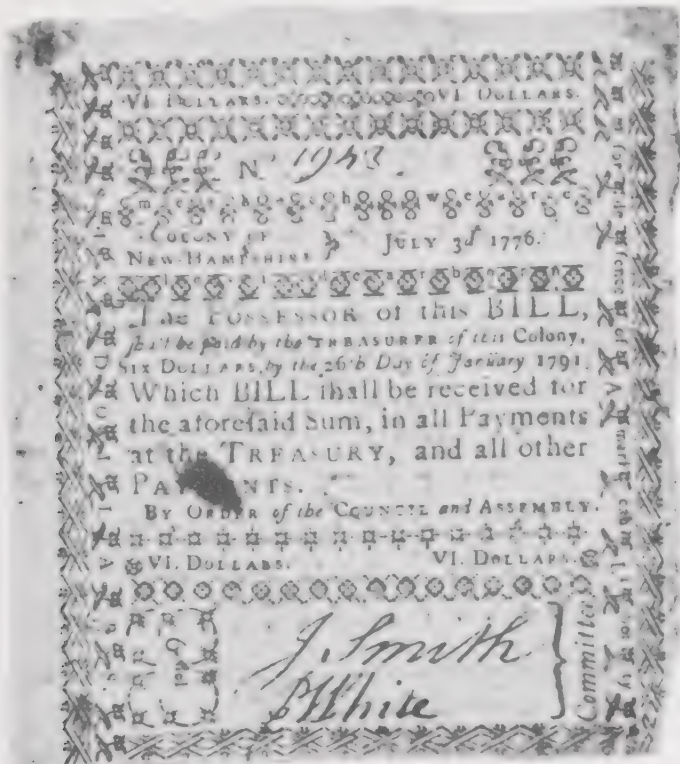 VI. DOLLARS. VI. DOLLARS.
No. 1943.
COLONY OF
NEW-HAMPSHIRE } JULY 3d 1776.
The POSSESSOR of this BILL,
shall be paid by the TREASURER of this Colony,
SIX DOLLARS, by the 26th Day of January 1791.
Which BILL shall be received for
the aforesaid Sum, in all Payments
at the TREASURY, and all other
PAYMENTS.
By ORDER of the COUNCIL and ASSEMBLY.
VI. DOLLARS. VI. DOLLARS.
J. Smith
P White
Committee